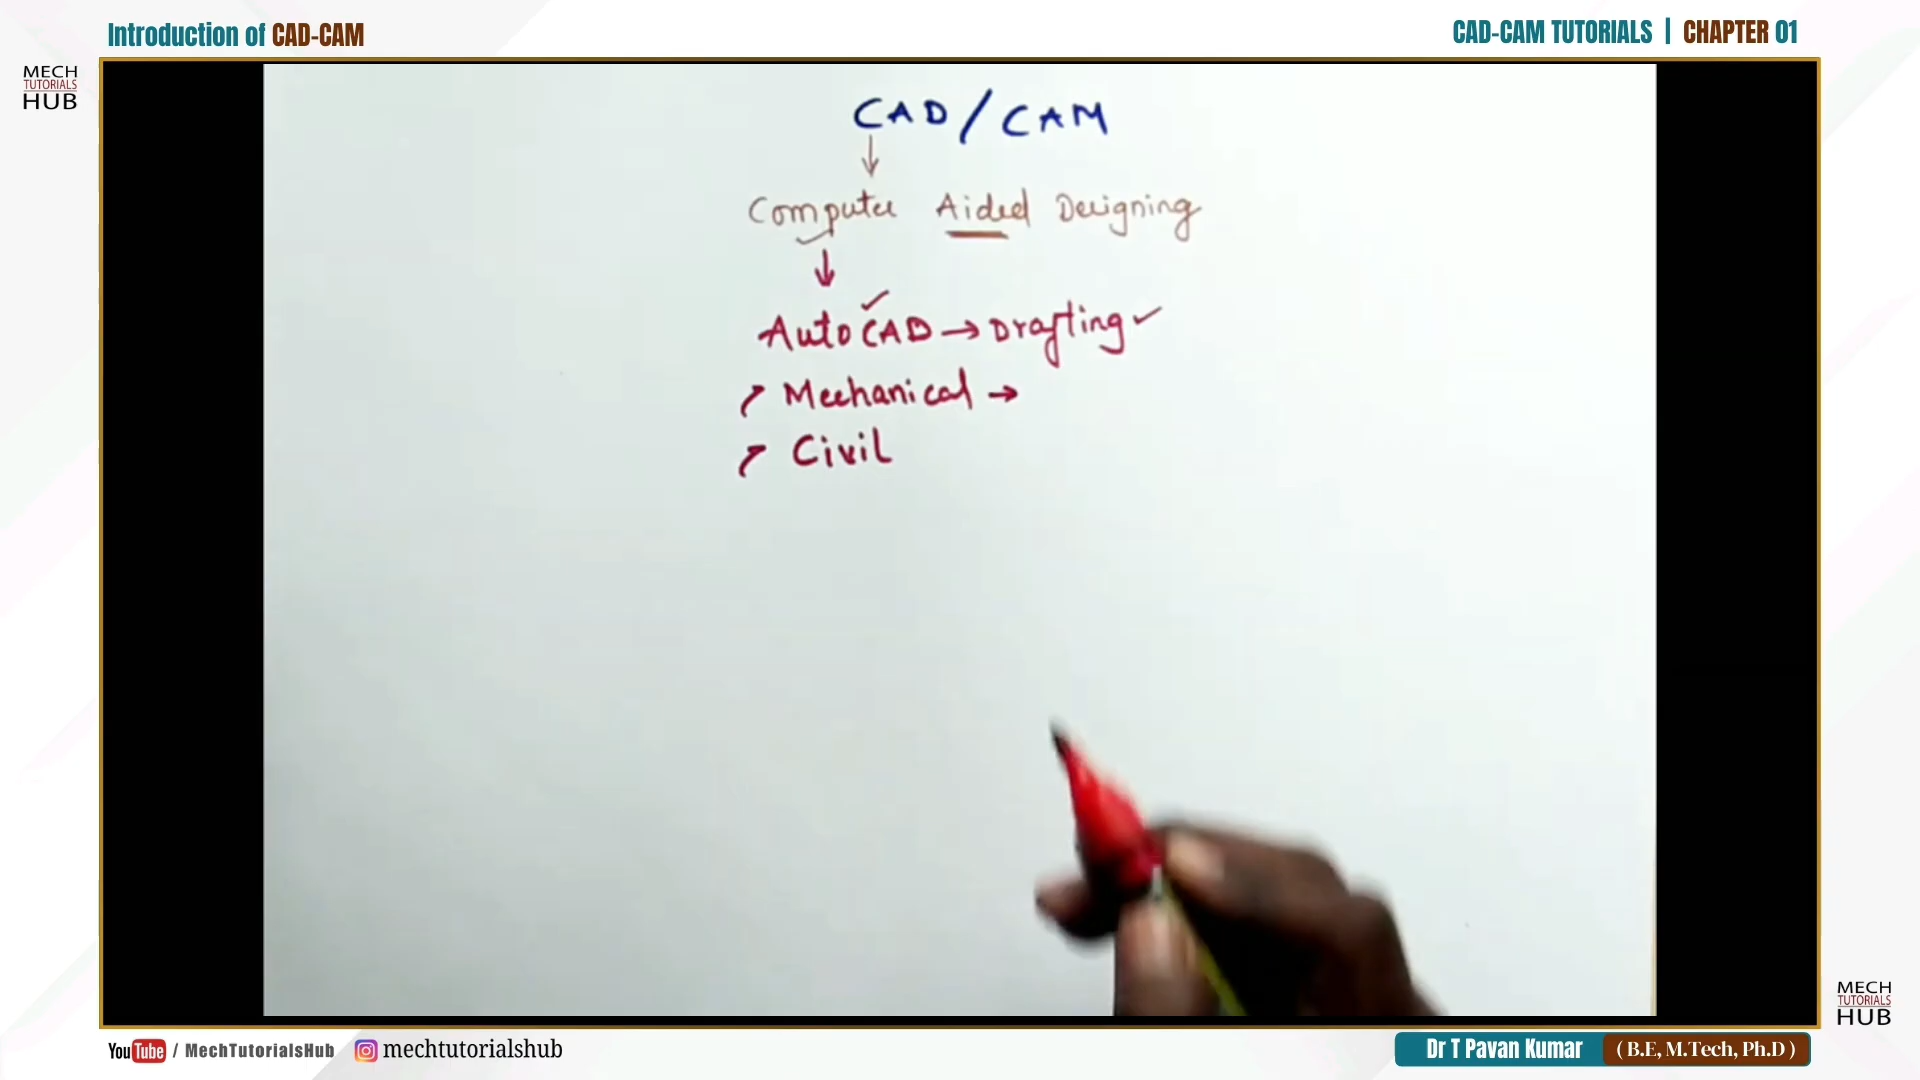 Introduction of CAD-CAM
CAD-CAM TUTORIALS | CHAPTER 01
MECH
TUTORIALS
HUB
CAD/CAM
Computer Aided Designing
AutoCAD → Drafting
Mechanical →
Civil
MECH
TUTORIALS
HUB
YouTube / MechTutorialsHub
mechtutorialshub
Dr T Pavan Kumar (B.E, M.Tech, Ph.D)